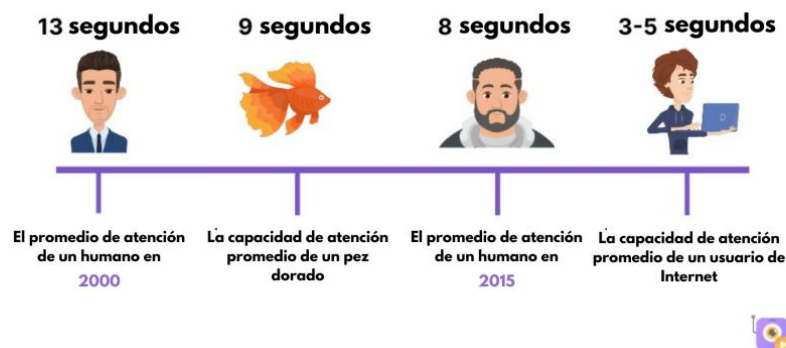 13 segundos
9 segundos
8 segundos
3-5 segundos
El promedio de atención
de un humano en
2000
La capacidad de atención
promedio de un pez
dorado
El promedio de atención
de un humano en
2015
La capacidad de atención
promedio de un usuario de
Internet